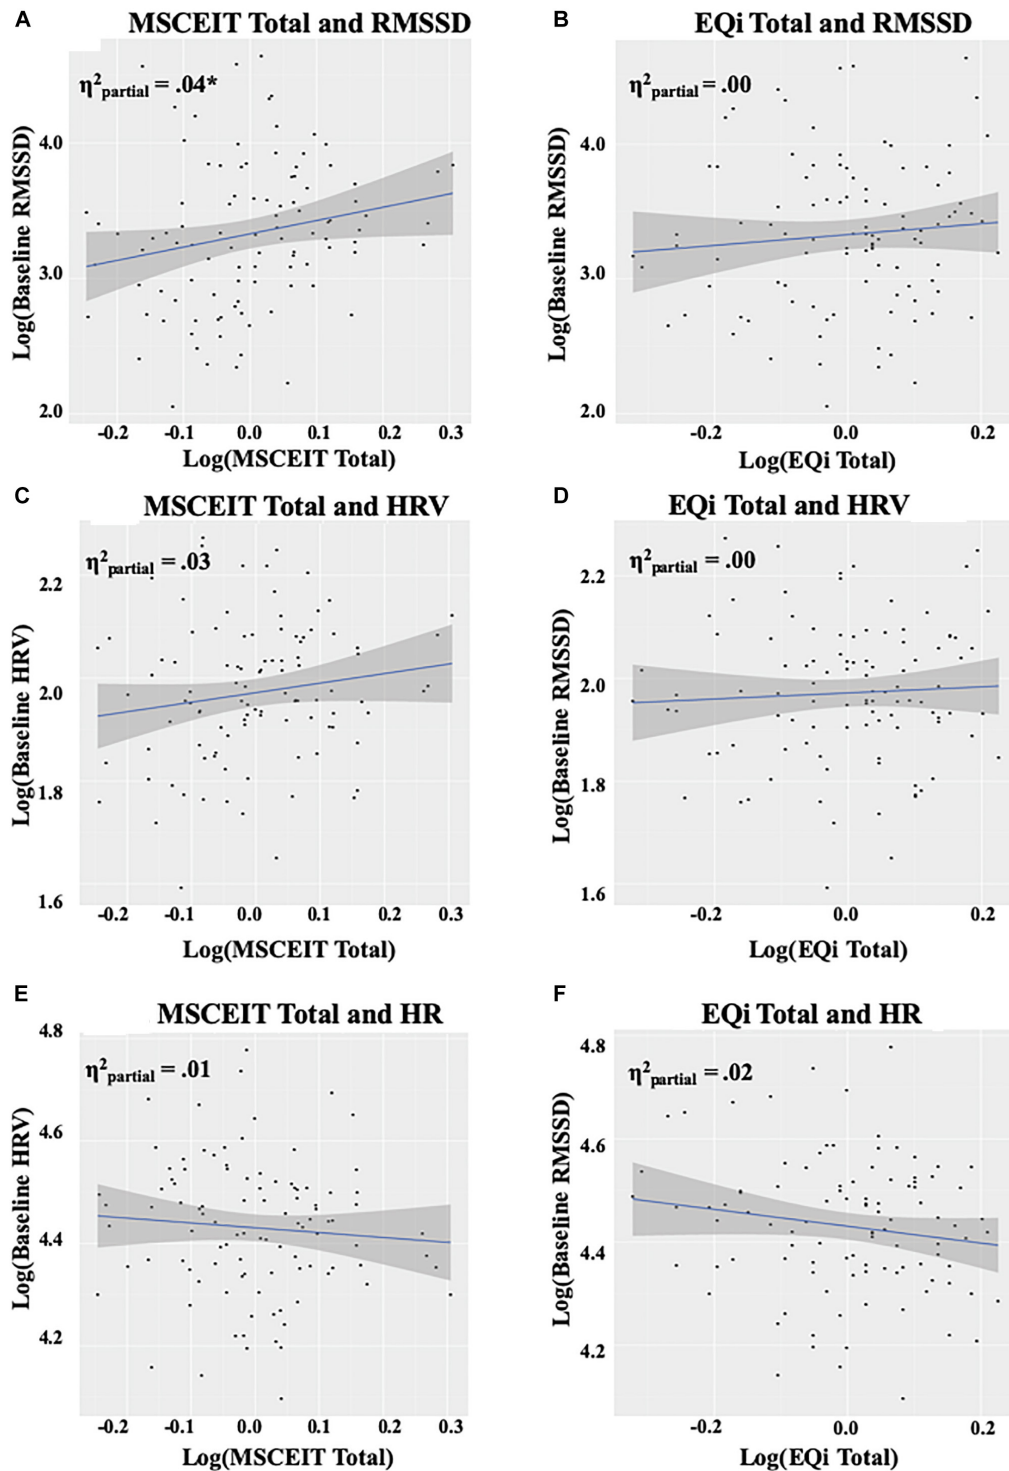 A
MSCEIT Total and RMSSD
η²partial = .04*
Log(Baseline RMSSD)
4.0
3.0
2.0
-0.2 -0.1 0.0 0.1 0.2 0.3
Log(MSCEIT Total)
B
EQi Total and RMSSD
η²partial = .00
Log(Baseline RMSSD)
4.0
3.0
2.0
-0.2 0.0 0.2
Log(EQi Total)
C
MSCEIT Total and HRV
η²partial = .03
Log(Baseline HRV)
2.2
2.0
1.8
1.6
-0.2 -0.1 0.0 0.1 0.2 0.3
Log(MSCEIT Total)
D
EQi Total and HRV
η²partial = .00
Log(Baseline RMSSD)
2.2
2.0
1.8
1.6
-0.2 0.0 0.2
Log(EQi Total)
E
MSCEIT Total and HR
η²partial = .01
Log(Baseline HRV)
4.8
4.6
4.4
4.2
-0.2 -0.1 0.0 0.1 0.2 0.3
Log(MSCEIT Total)
F
EQi Total and HR
η²partial = .02
Log(Baseline RMSSD)
4.8
4.6
4.4
4.2
-0.2 0.0 0.2
Log(EQi Total)